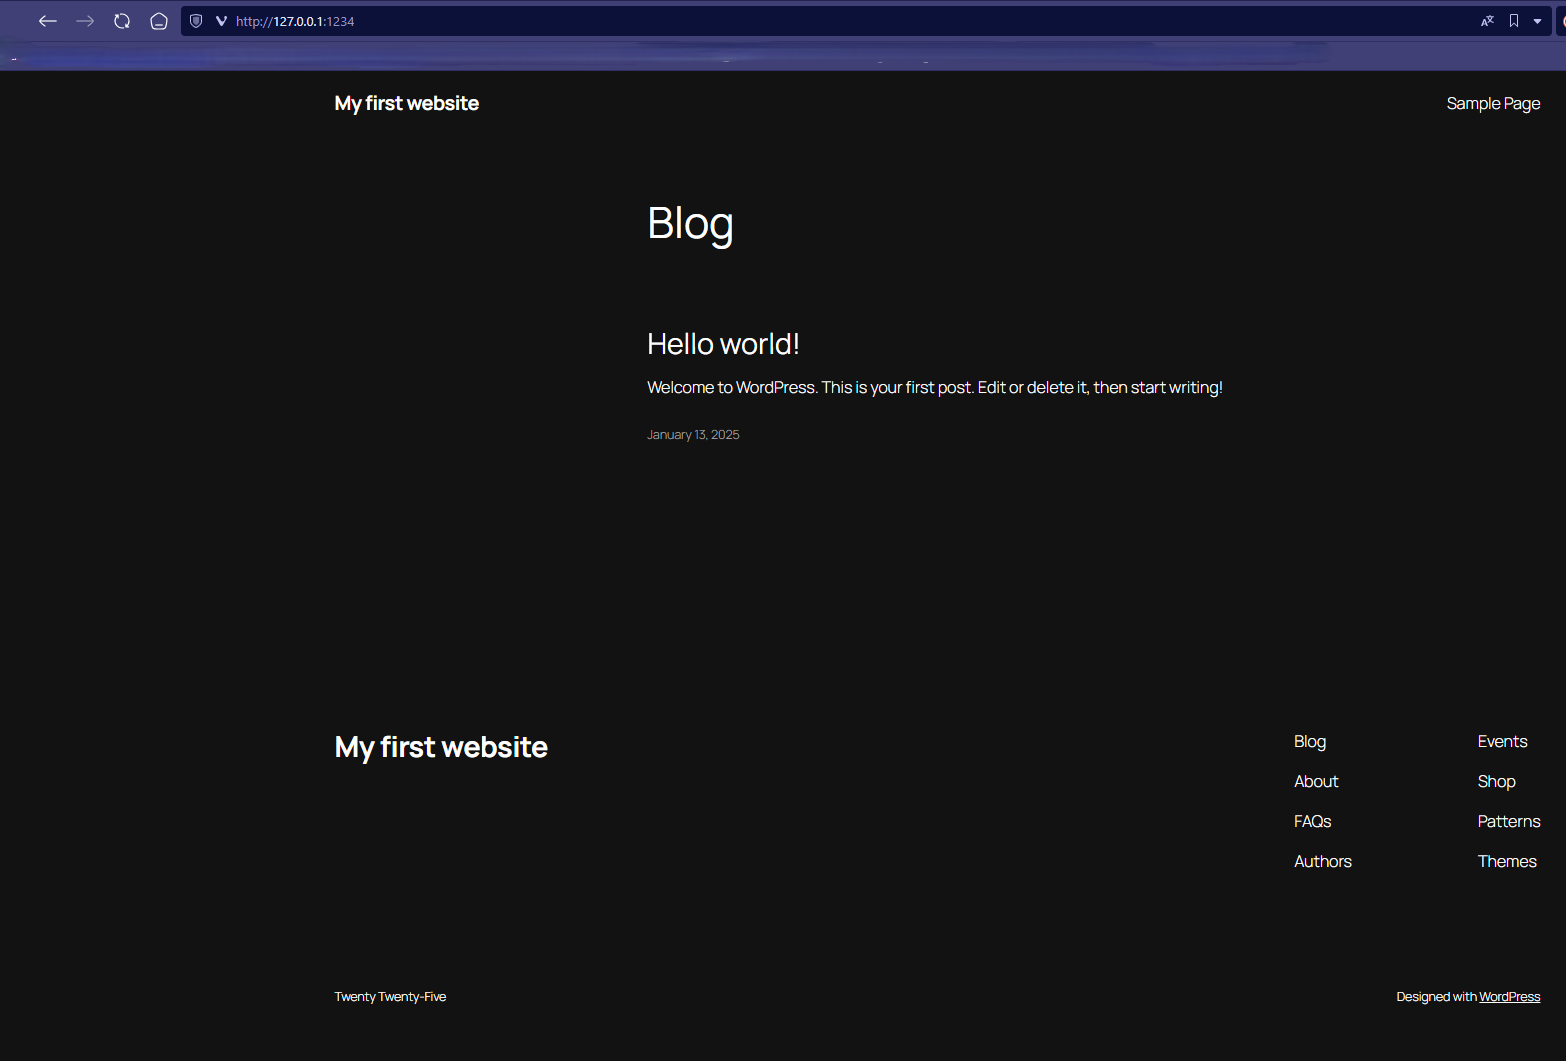 http://127.0.0.1:1234
My first website
Sample Page
Blog
Hello world!
Welcome to WordPress. This is your first post. Edit or delete it, then start writing!
January 13, 2025
My first website
Blog
About
FAQs
Authors
Events
Shop
Patterns
Themes
Twenty Twenty-Five
Designed with WordPress